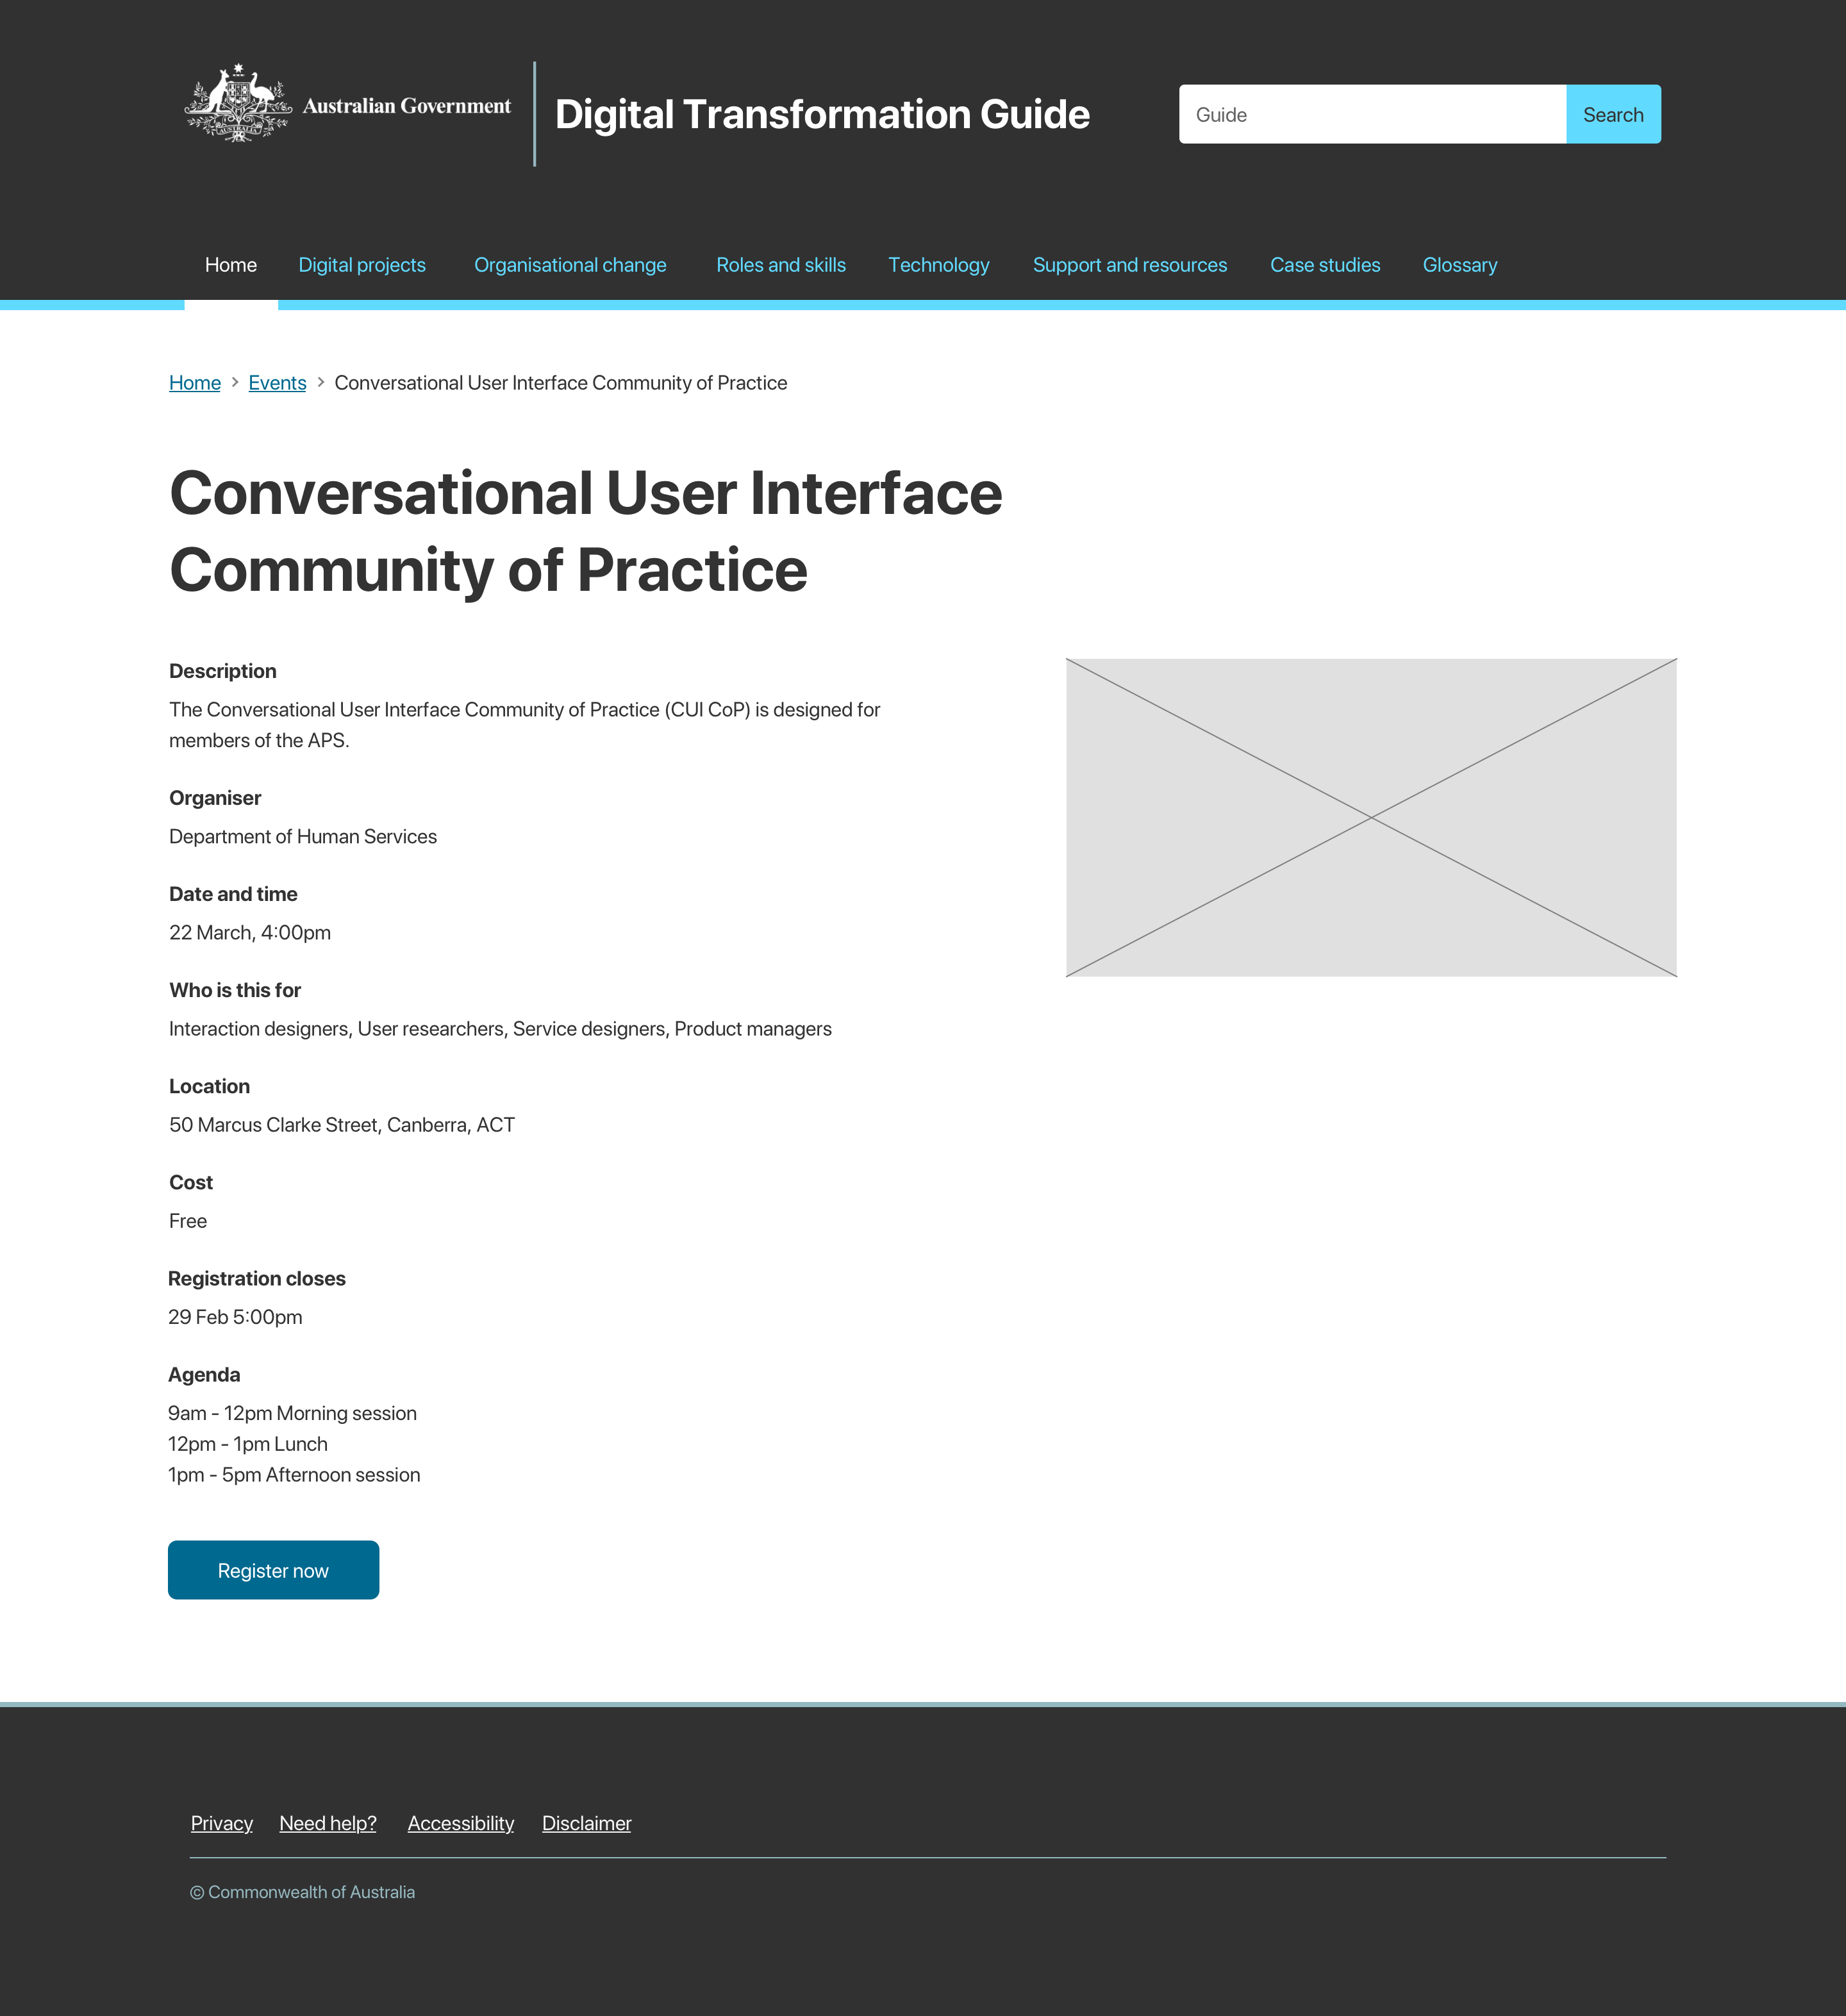 Australian Government
Digital Transformation Guide
Guide
Search
Home
Digital projects
Organisational change
Roles and skills
Technology
Support and resources
Case studies
Glossary
Home > Events > Conversational User Interface Community of Practice
Conversational User Interface
Community of Practice
Description
The Conversational User Interface Community of Practice (CUI CoP) is designed for
members of the APS.
Organiser
Department of Human Services
Date and time
22 March, 4:00pm
Who is this for
Interaction designers, User researchers, Service designers, Product managers
Location
50 Marcus Clarke Street, Canberra, ACT
Cost
Free
Registration closes
29 Feb 5:00pm
Agenda
9am - 12pm Morning session
12pm - 1pm Lunch
1pm - 5pm Afternoon session
Register now
Privacy
Need help?
Accessibility
Disclaimer
© Commonwealth of Australia
AUSTRALIA